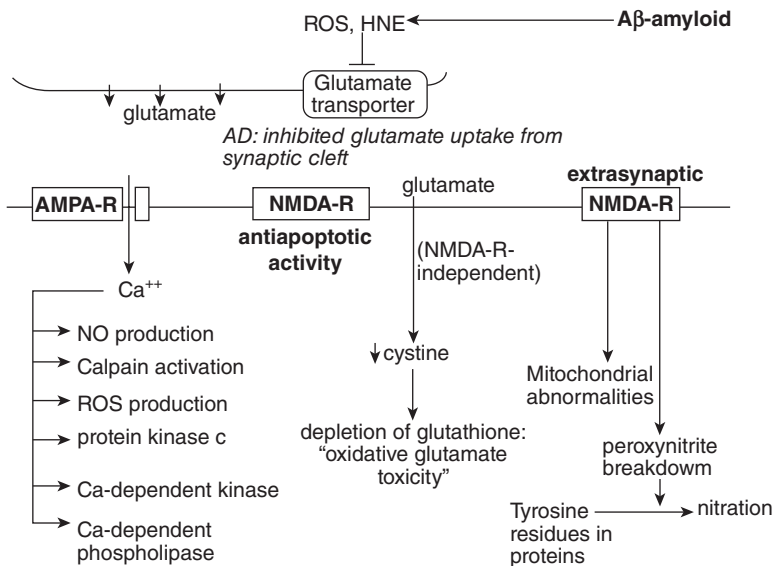 ROS, HNE
Aβ-amyloid
Glutamate
transporter
glutamate
AD: inhibited glutamate uptake from
synaptic cleft
AMPA-R
NMDA-R
antiapoptotic
activity
glutamate
(NMDA-R-
independent)
extrasynaptic
NMDA-R
Ca++
NO production
Calpain activation
ROS production
protein kinase c
Ca-dependent kinase
Ca-dependent
phospholipase
cystine
depletion of glutathione:
“oxidative glutamate
toxicity”
Mitochondrial
abnormalities
peroxynitrite
breakdowm
Tyrosine
residues in
proteins
nitration